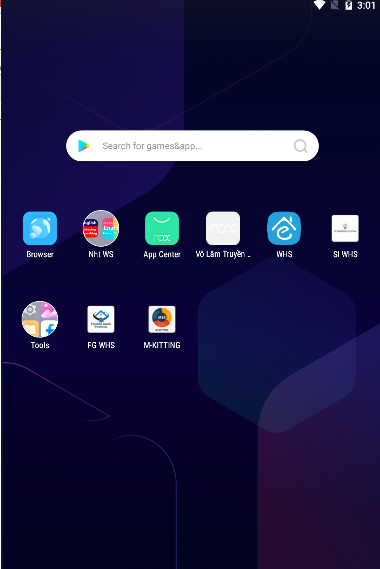 3:01
Search for games&app...
Browser
Nht WS
App Center
Võ Lâm Truyền ..
WHS
SI WHS
Tools
FG WHS
M-KITTING